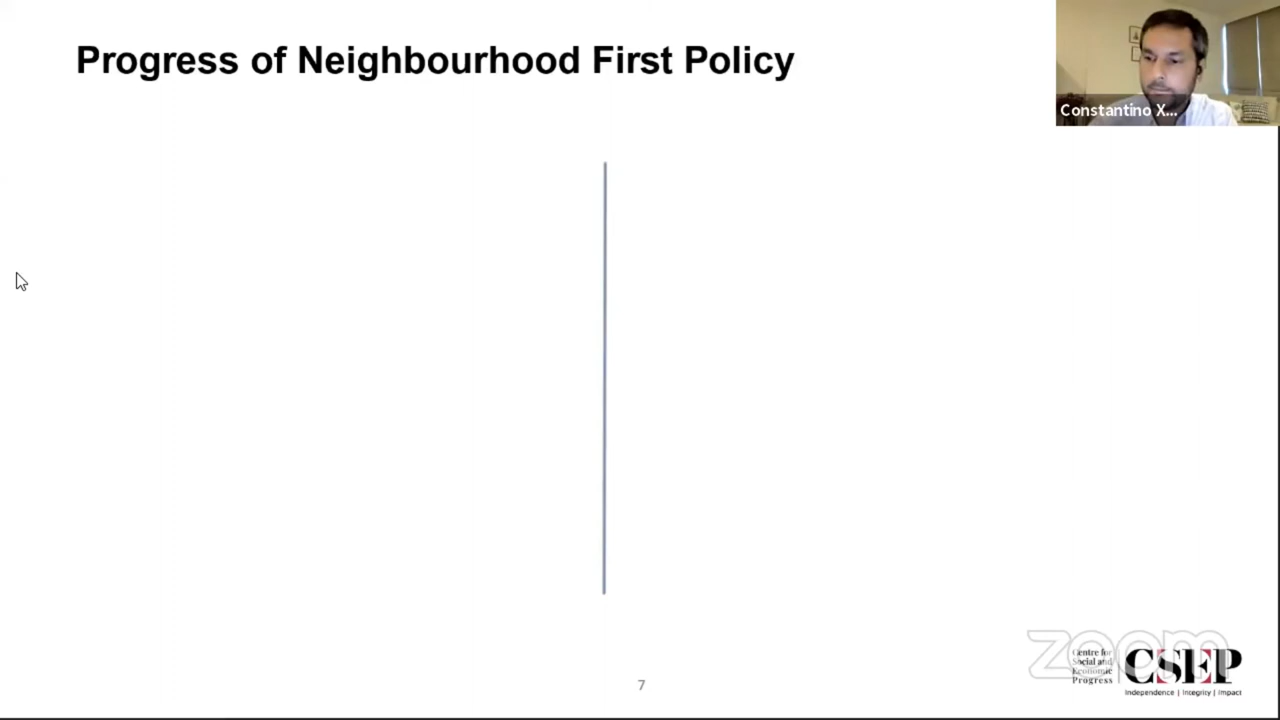 Progress of Neighbourhood First Policy
Constantino X...
zoom
Centre for
Social and
Economic
Progress
CSEP
Independence | Integrity | Impact
7